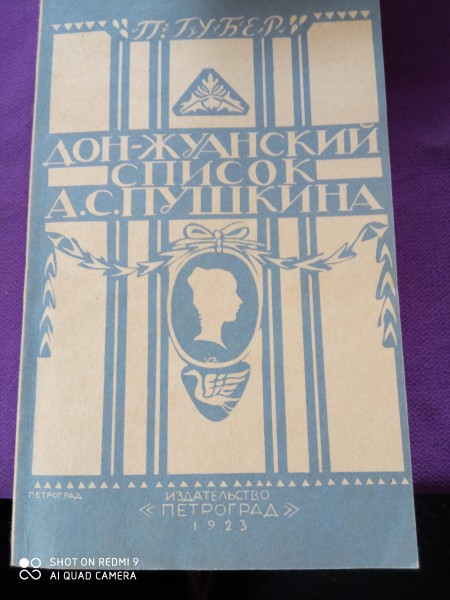 П. ГУБЕР
ДОН-ЖУАНСКИЙ
СПИСОК
А.С.ПУШКИНА
ПЕТРОГРАД
ИЗДАТЕЛЬСТВО
«ПЕТРОГРАД»
1923
SHOT ON REDMI 9
AI QUAD CAMERA